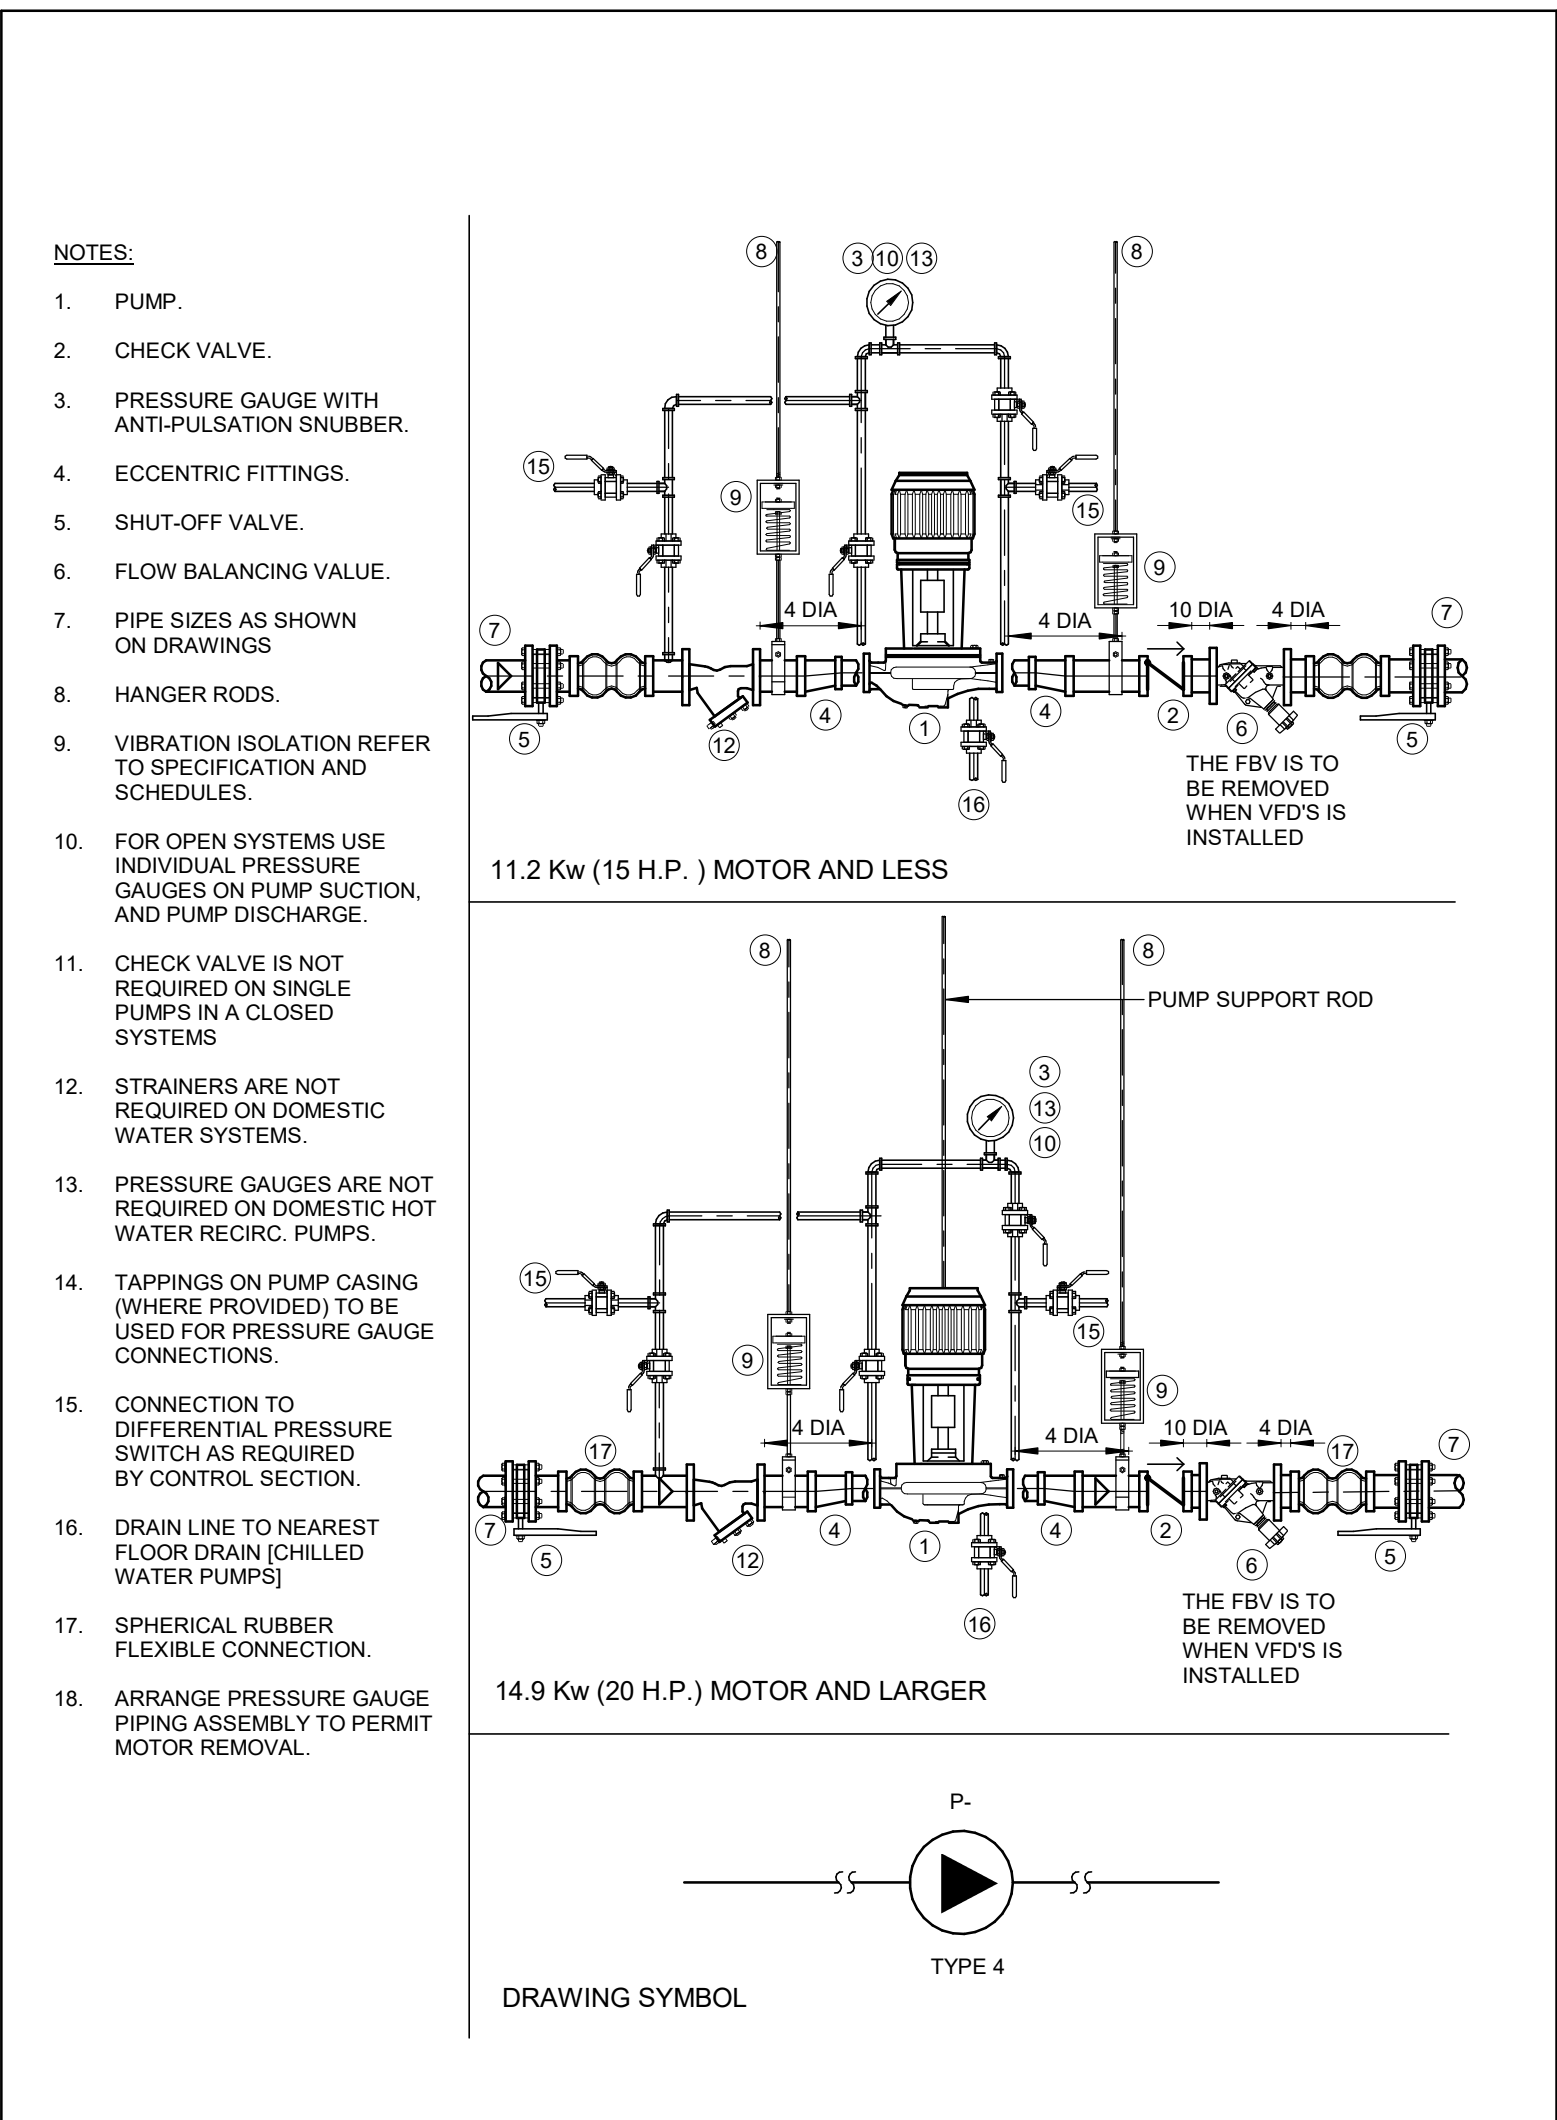 NOTES:
1. PUMP.
2. CHECK VALVE.
3. PRESSURE GAUGE WITH
ANTI-PULSATION SNUBBER.
4. ECCENTRIC FITTINGS.
5. SHUT-OFF VALVE.
6. FLOW BALANCING VALUE.
7. PIPE SIZES AS SHOWN
ON DRAWINGS
8. HANGER RODS.
9. VIBRATION ISOLATION REFER
TO SPECIFICATION AND
SCHEDULES.
10. FOR OPEN SYSTEMS USE
INDIVIDUAL PRESSURE
GAUGES ON PUMP SUCTION,
AND PUMP DISCHARGE.
11. CHECK VALVE IS NOT
REQUIRED ON SINGLE
PUMPS IN A CLOSED
SYSTEMS
12. STRAINERS ARE NOT
REQUIRED ON DOMESTIC
WATER SYSTEMS.
13. PRESSURE GAUGES ARE NOT
REQUIRED ON DOMESTIC HOT
WATER RECIRC. PUMPS.
14. TAPPINGS ON PUMP CASING
(WHERE PROVIDED) TO BE
USED FOR PRESSURE GAUGE
CONNECTIONS.
15. CONNECTION TO
DIFFERENTIAL PRESSURE
SWITCH AS REQUIRED
BY CONTROL SECTION.
16. DRAIN LINE TO NEAREST
FLOOR DRAIN [CHILLED
WATER PUMPS]
17. SPHERICAL RUBBER
FLEXIBLE CONNECTION.
18. ARRANGE PRESSURE GAUGE
PIPING ASSEMBLY TO PERMIT
MOTOR REMOVAL.
8
3 10 13
8
15
9
15
9
4 DIA
4 DIA
10 DIA
4 DIA
7
7
4
4
2
5
12
1
6
5
16
THE FBV IS TO
BE REMOVED
WHEN VFD'S IS
INSTALLED
11.2 Kw (15 H.P. ) MOTOR AND LESS
8
8
PUMP SUPPORT ROD
3
13
10
15
15
9
9
4 DIA
4 DIA
10 DIA
4 DIA
17
17
7
7
4
4
2
5
12
1
6
5
16
THE FBV IS TO
BE REMOVED
WHEN VFD'S IS
INSTALLED
14.9 Kw (20 H.P.) MOTOR AND LARGER
P-
TYPE 4
DRAWING SYMBOL